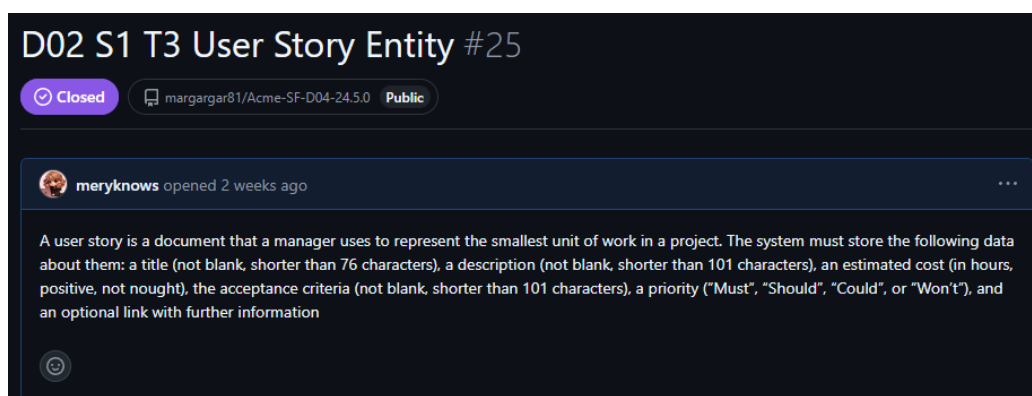 D02 S1 T3 User Story Entity #25
Closed margargar81/Acme-SF-D04-24.5.0 Public
meryknows opened 2 weeks ago
A user story is a document that a manager uses to represent the smallest unit of work in a project. The system must store the following data
about them: a title (not blank, shorter than 76 characters), a description (not blank, shorter than 101 characters), an estimated cost (in hours,
positive, not nought), the acceptance criteria (not blank, shorter than 101 characters), a priority (“Must”, “Should”, “Could”, or “Won’t”), and
an optional link with further information